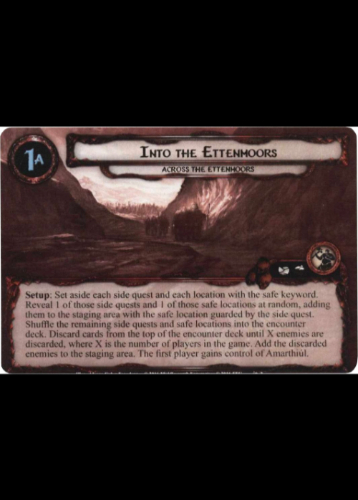 1A
INTO THE ETTENMOORS
ACROSS THE ETTENMOORS
Setup: Set aside each side quest and each location with the safe keyword.
Reveal 1 of those side quests and 1 of those safe locations at random, adding
them to the staging area with the safe location guarded by the side quest.
Shuffle the remaining side quests and safe locations into the encounter
deck. Discard cards from the top of the encounter deck until X enemies are
discarded, where X is the number of players in the game. Add the discarded
enemies to the staging area. The first player gains control of Amarthiúl.